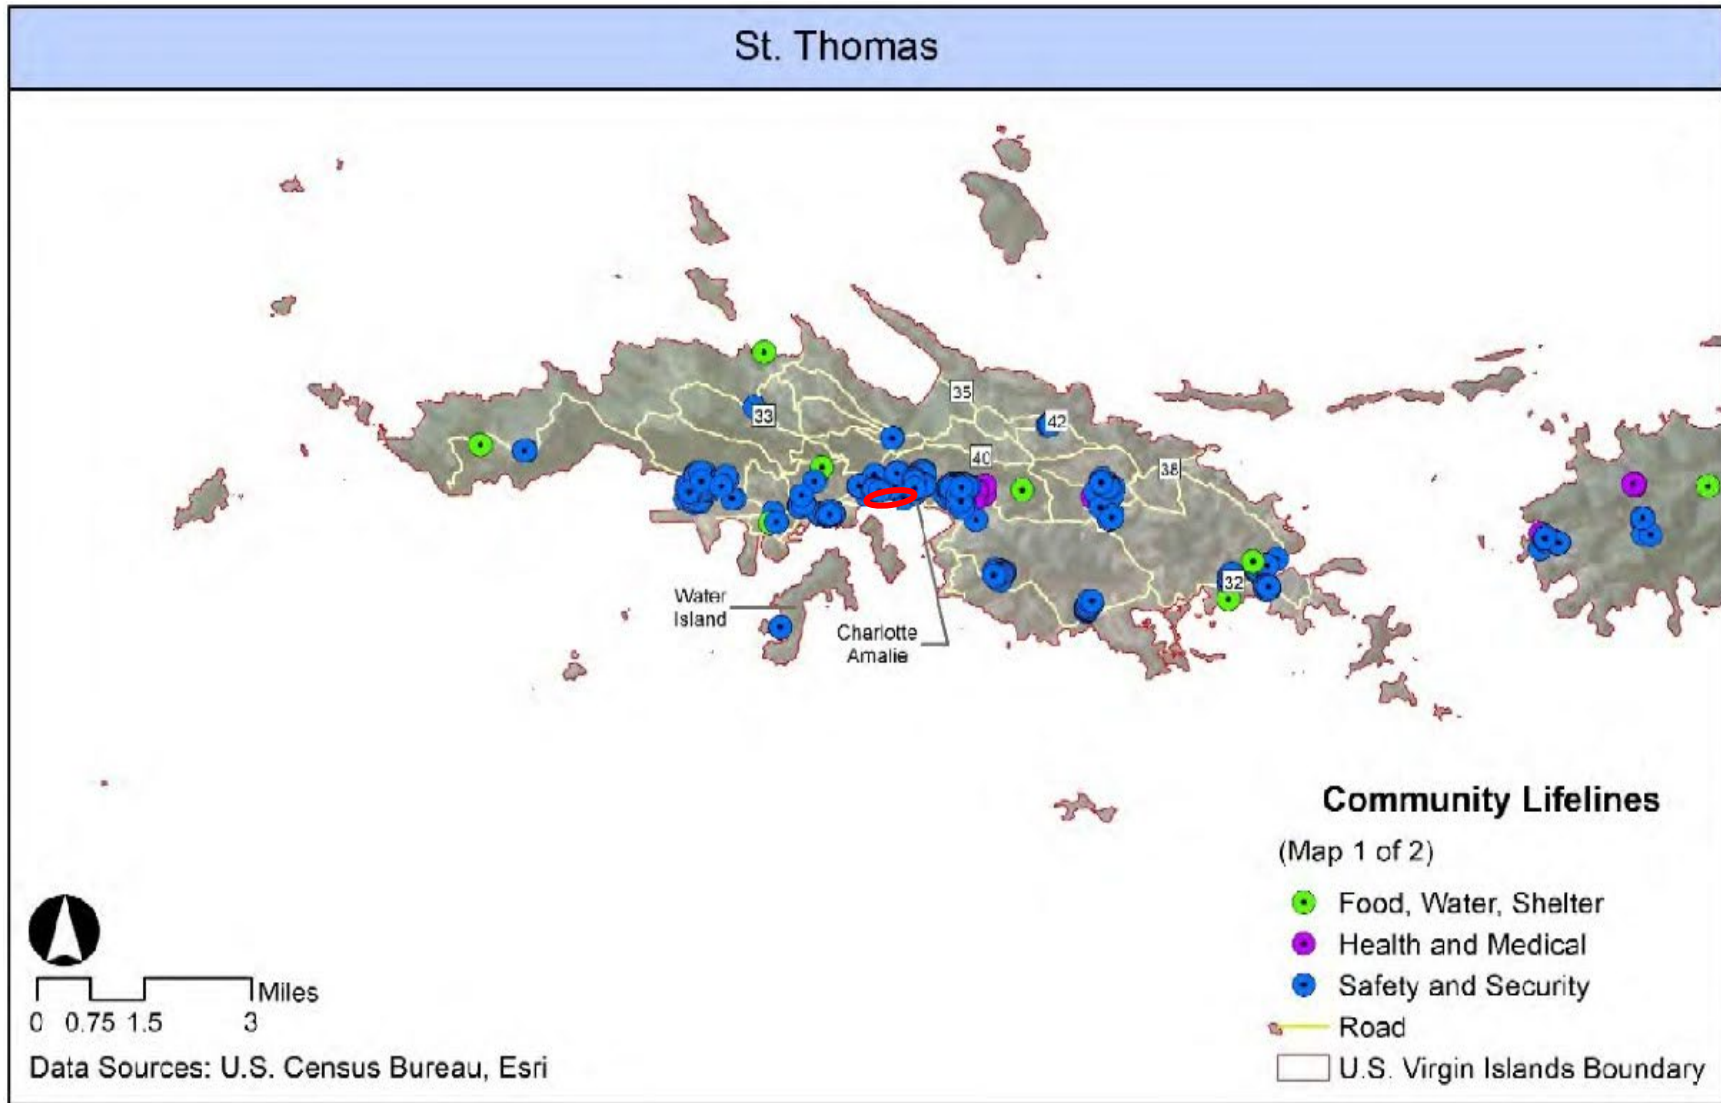 St. Thomas
35
33
42
40
38
32
Water
Island
Charlotte
Amalie
Community Lifelines
(Map 1 of 2)
Food, Water, Shelter
Health and Medical
Safety and Security
Road
U.S. Virgin Islands Boundary
Miles
0 0.75 1.5 3
Data Sources: U.S. Census Bureau, Esri